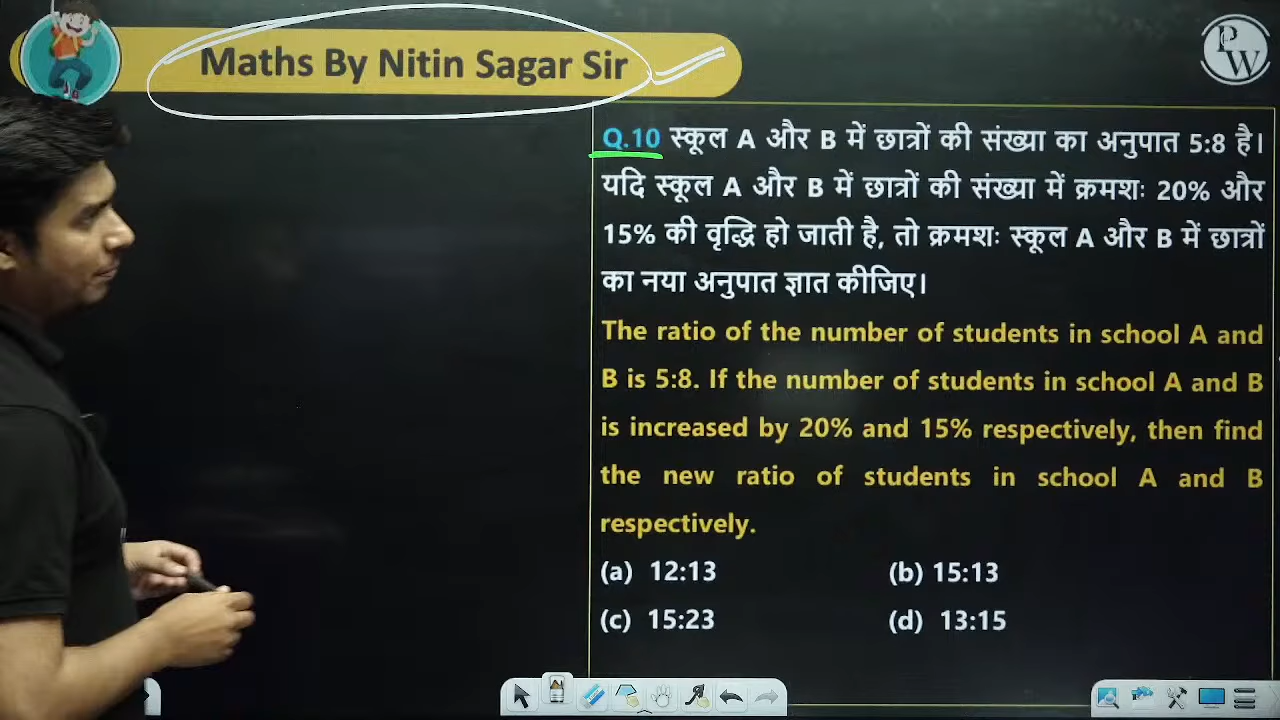 Maths By Nitin Sagar Sir
PW
Q.10 स्कूल A और B में छात्रों की संख्या का अनुपात 5:8 है।
यदि स्कूल A और B में छात्रों की संख्या में क्रमशः 20% और
15% की वृद्धि हो जाती है, तो क्रमशः स्कूल A और B में छात्रों
का नया अनुपात ज्ञात कीजिए।
The ratio of the number of students in school A and
B is 5:8. If the number of students in school A and B
is increased by 20% and 15% respectively, then find
the new ratio of students in school A and B
respectively.
(a) 12:13 (b) 15:13
(c) 15:23 (d) 13:15